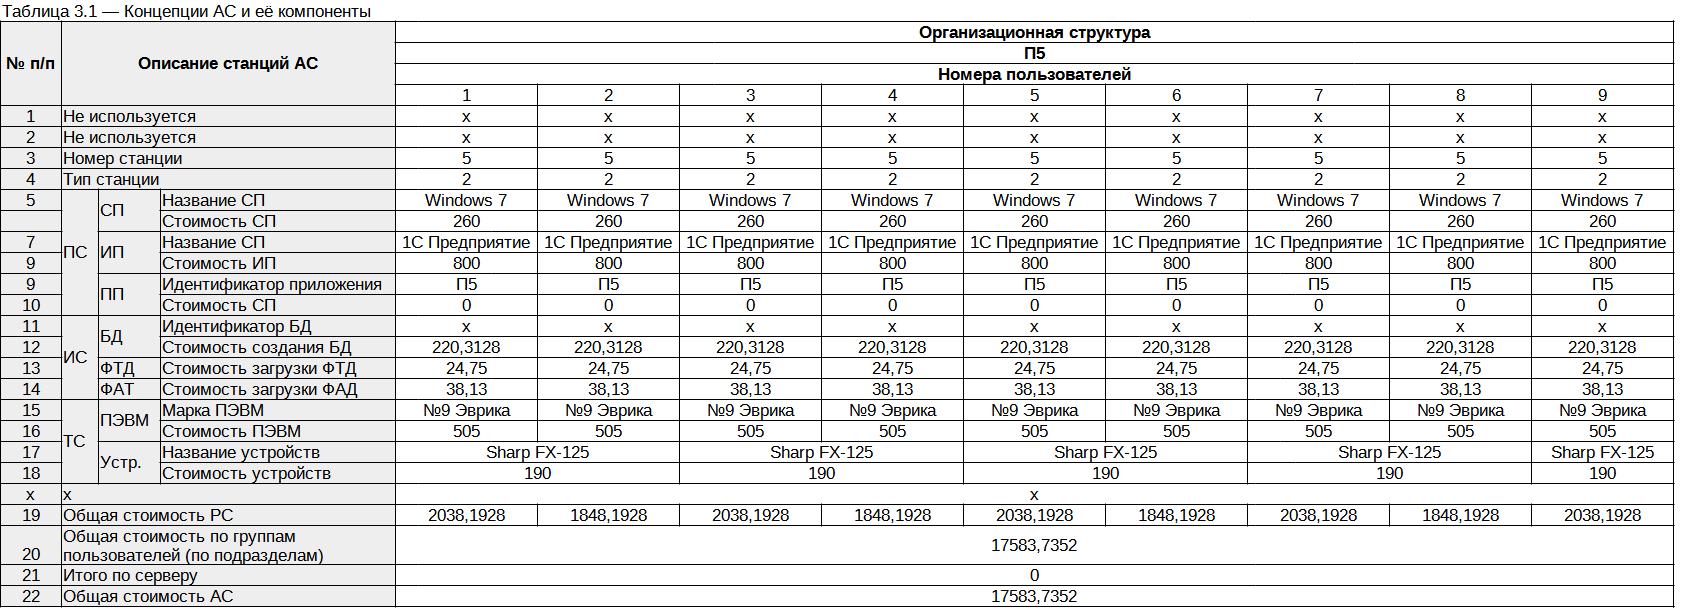 Таблица 3.1 — Концепции АС и её компоненты
№ п/п Описание станций АС Организационная структура
П5
Номера пользователей
1 2 3 4 5 6 7 8 9
1 Не используется x x x x x x x x x
2 Не используется x x x x x x x x x
3 Номер станции 5 5 5 5 5 5 5 5 5
4 Тип станции 2 2 2 2 2 2 2 2 2
5 ПС СП Название СП Windows 7 Windows 7 Windows 7 Windows 7 Windows 7 Windows 7 Windows 7 Windows 7 Windows 7
Стоимость СП 260 260 260 260 260 260 260 260 260
7 ИП Название СП 1С Предприятие 1С Предприятие 1С Предприятие 1С Предприятие 1С Предприятие 1С Предприятие 1С Предприятие 1С Предприятие 1С Предприятие
9 Стоимость ИП 800 800 800 800 800 800 800 800 800
9 ПП Идентификатор приложения П5 П5 П5 П5 П5 П5 П5 П5 П5
10 Стоимость СП 0 0 0 0 0 0 0 0 0
11 ИС БД Идентификатор БД x x x x x x x x x
12 Стоимость создания БД 220,3128 220,3128 220,3128 220,3128 220,3128 220,3128 220,3128 220,3128 220,3128
13 ФТД Стоимость загрузки ФТД 24,75 24,75 24,75 24,75 24,75 24,75 24,75 24,75 24,75
14 ФАТ Стоимость загрузки ФАД 38,13 38,13 38,13 38,13 38,13 38,13 38,13 38,13 38,13
15 ТС ПЭВМ Марка ПЭВМ №9 Эврика №9 Эврика №9 Эврика №9 Эврика №9 Эврика №9 Эврика №9 Эврика №9 Эврика №9 Эврика
16 Стоимость ПЭВМ 505 505 505 505 505 505 505 505 505
17 Устр. Название устройств Sharp FX-125 Sharp FX-125 Sharp FX-125 Sharp FX-125 Sharp FX-125
18 Стоимость устройств 190 190 190 190 190
x x x
19 Общая стоимость РС 2038,1928 1848,1928 2038,1928 1848,1928 2038,1928 1848,1928 2038,1928 1848,1928 2038,1928
20 Общая стоимость по группам
пользователей (по подразделам) 17583,7352
21 Итого по серверу 0
22 Общая стоимость АС 17583,7352